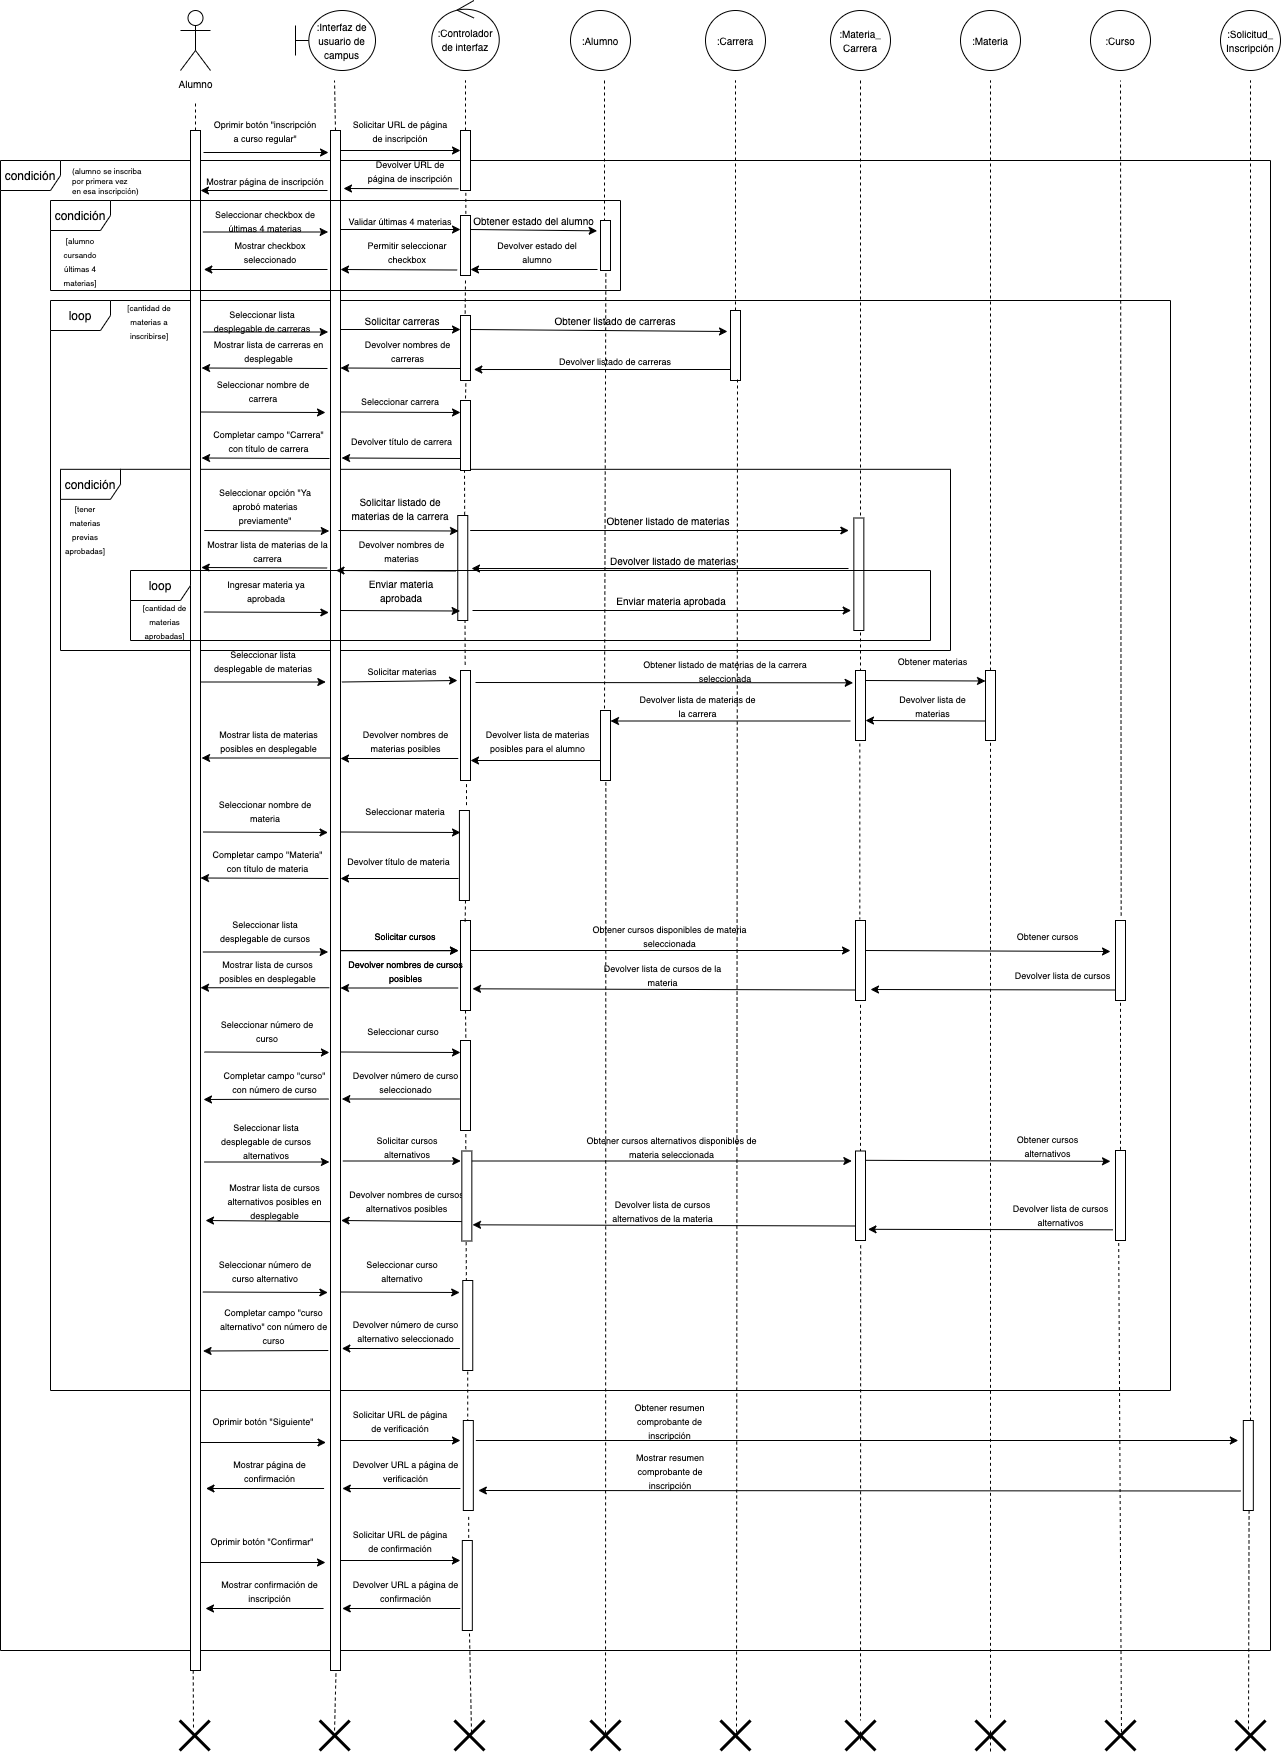 Alumno
:Interfaz de
usuario de
campus
:Controlador
de interfaz
:Alumno
:Carrera
:Materia_
Carrera
:Materia
:Curso
:Solicitud_
Inscripción
Oprimir botón "inscripción
a curso regular"
Solicitar URL de página
de inscripción
condición
(alumno se inscriba
por primera vez
en esa inscripción)
Mostrar página de inscripción
Devolver URL de
página de inscripción
condición
[alumno
cursando
últimas 4
materias]
Seleccionar checkbox de
últimas 4 materias
Validar últimas 4 materias
Obtener estado del alumno
Mostrar checkbox
seleccionado
Permitir seleccionar
checkbox
Devolver estado del
alumno
loop
[cantidad de
materias a
inscribirse]
Seleccionar lista
desplegable de carreras
Solicitar carreras
Obtener listado de carreras
Mostrar lista de carreras en
desplegable
Devolver nombres de
carreras
Devolver listado de carreras
Seleccionar nombre de
carrera
Seleccionar carrera
Completar campo "Carrera"
con título de carrera
Devolver título de carrera
condición
[tener
materias
previas
aprobadas]
Seleccionar opción "Ya
aprobó materias
previamente"
Solicitar listado de
materias de la carrera
Obtener listado de materias
Mostrar lista de materias de la
carrera
Devolver nombres de
materias
Devolver listado de materias
loop
[cantidad de
materias
aprobadas]
Ingresar materia ya
aprobada
Enviar materia
aprobada
Enviar materia aprobada
Seleccionar lista
desplegable de materias
Solicitar materias
Obtener listado de materias de la carrera
seleccionada
Obtener materias
Devolver lista de materias de
la carrera
Devolver lista de
materias
Mostrar lista de materias
posibles en desplegable
Devolver nombres de
materias posibles
Devolver lista de materias
posibles para el alumno
Seleccionar nombre de
materia
Seleccionar materia
Completar campo "Materia"
con título de materia
Devolver título de materia
Seleccionar lista
desplegable de cursos
Solicitar cursos
Obtener cursos disponibles de materia
seleccionada
Obtener cursos
Mostrar lista de cursos
posibles en desplegable
Devolver nombres de cursos
posibles
Devolver lista de cursos de la
materia
Devolver lista de cursos
Seleccionar número de
curso
Seleccionar curso
Completar campo "curso"
con número de curso
Devolver número de curso
seleccionado
Seleccionar lista
desplegable de cursos
alternativos
Solicitar cursos
alternativos
Obtener cursos alternativos disponibles de
materia seleccionada
Obtener cursos
alternativos
Mostrar lista de cursos
alternativos posibles en
desplegable
Devolver nombres de cursos
alternativos posibles
Devolver lista de cursos
alternativos de la materia
Devolver lista de cursos
alternativos
Seleccionar número de
curso alternativo
Seleccionar curso
alternativo
Completar campo "curso
alternativo" con número de
curso
Devolver número de curso
alternativo seleccionado
Oprimir botón "Siguiente"
Solicitar URL de página
de verificación
Obtener resumen
comprobante de
inscripción
Mostrar página de
confirmación
Devolver URL a página de
verificación
Mostrar resumen
comprobante de
inscripción
Oprimir botón "Confirmar"
Solicitar URL de página
de confirmación
Mostrar confirmación de
inscripción
Devolver URL a página de
confirmación